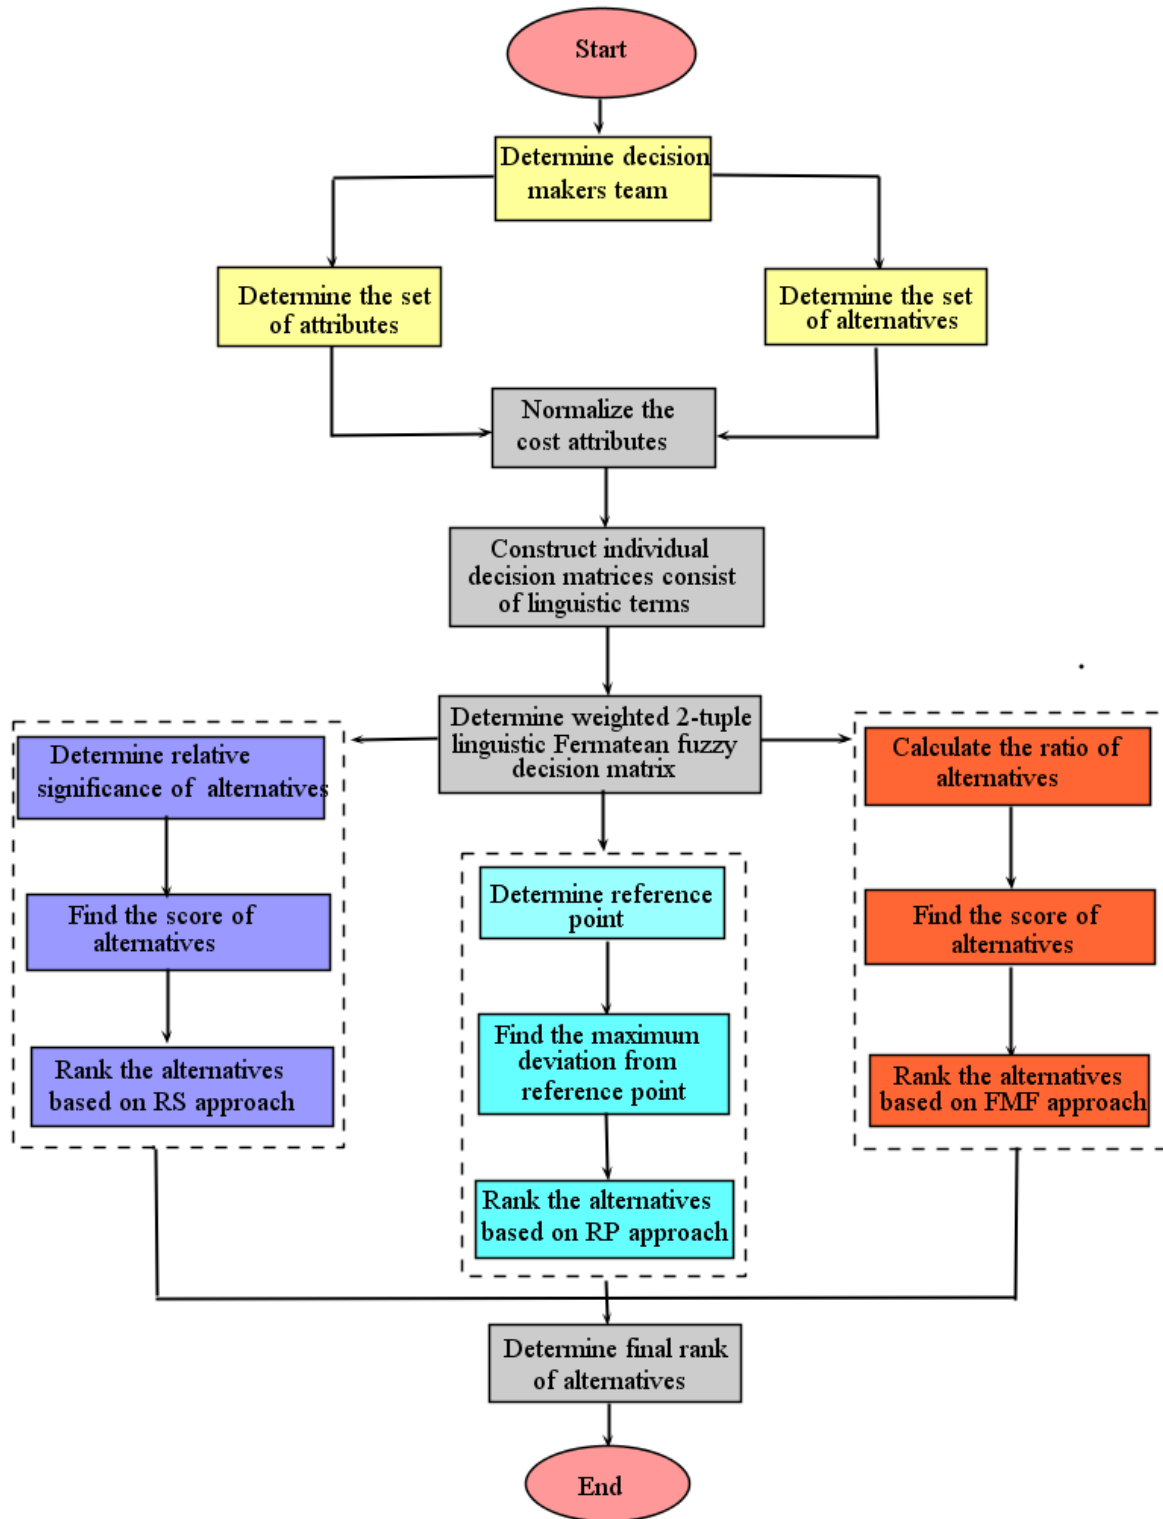 Start
Determine decision
makers team
Determine the set
of attributes
Determine the set
of alternatives
Normalize the
cost attributes
Construct individual
decision matrices consist
of linguistic terms
Determine weighted 2-tuple
linguistic Fermatean fuzzy
decision matrix
Determine relative
significance of alternatives
Find the score of
alternatives
Rank the alternatives
based on RS approach
Determine reference
point
Find the maximum
deviation from
reference point
Rank the alternatives
based on RP approach
Calculate the ratio of
alternatives
Find the score of
alternatives
Rank the alternatives
based on FMF approach
Determine final rank
of alternatives
End